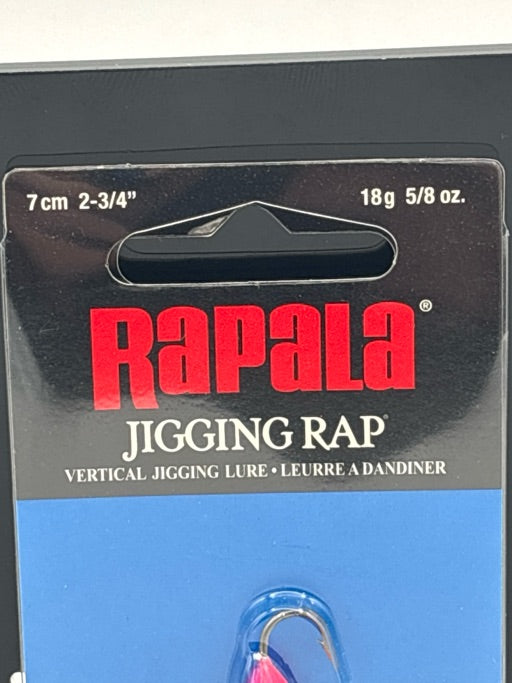 7cm 2-3/4" 18g 5/8 oz.
Rapala®
JIGGING RAP®
VERTICAL JIGGING LURE • LEURRE A DANDINER